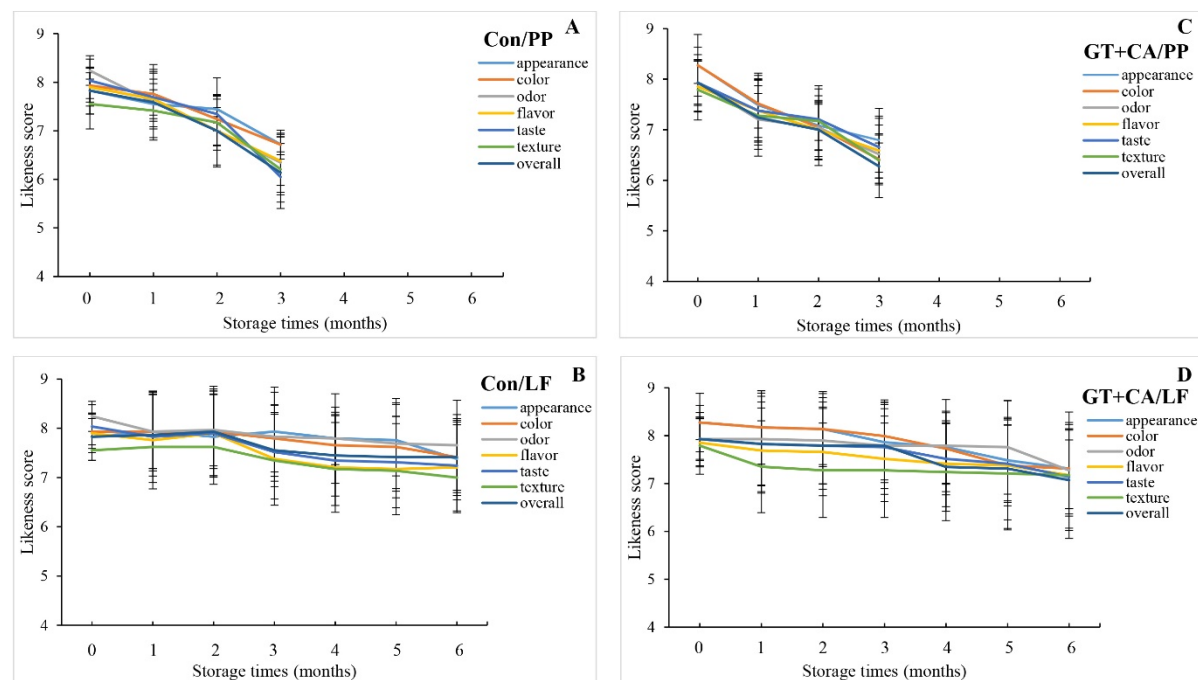 Con/PP
A
appearance
color
odor
flavor
taste
texture
overall
Likeness score
9
8
7
6
5
4
0 1 2 3 4 5 6
Storage times (months)
C
GT+CA/PP
appearance
color
odor
flavor
taste
texture
overall
Likeness score
9
8
7
6
5
4
0 1 2 3 4 5 6
Storage times (months)
Con/LF
B
appearance
color
odor
flavor
taste
texture
overall
Likeness score
9
8
7
6
5
4
0 1 2 3 4 5 6
Storage times (months)
D
GT+CA/LF
appearance
color
odor
flavor
taste
texture
overall
Likeness score
9
8
7
6
5
4
0 1 2 3 4 5 6
Storage times (months)